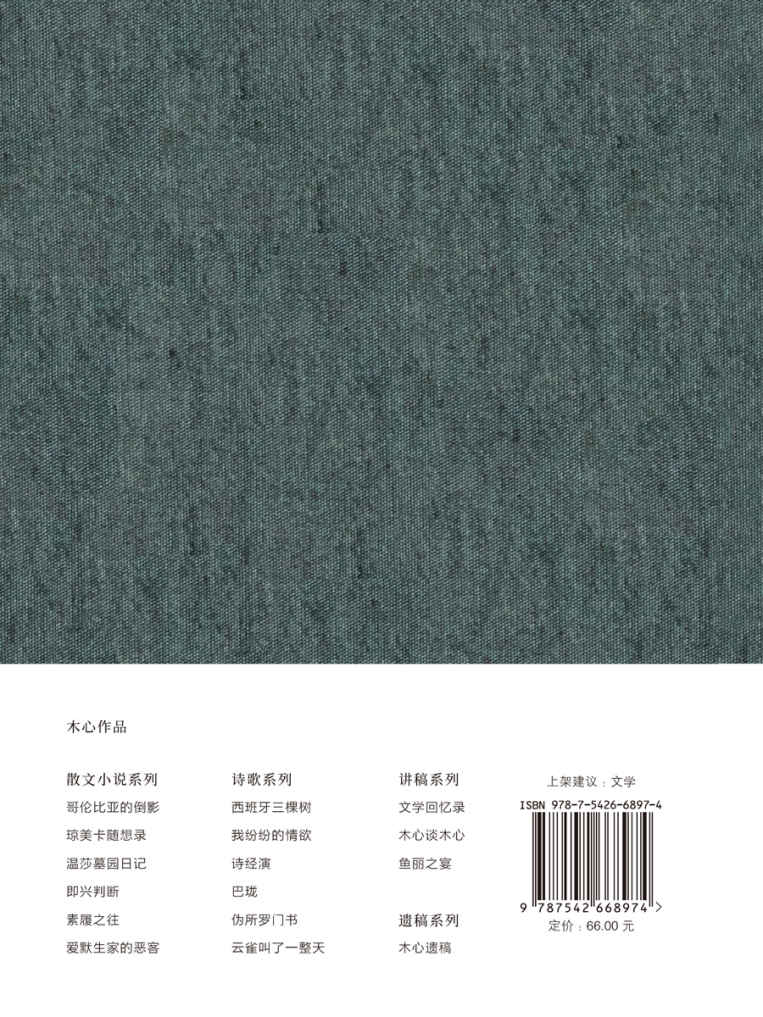 木心作品
散文小说系列
哥伦比亚的倒影
琼美卡随想录
温莎墓园日记
即兴判断
素履之往
爱默生家的恶客
诗歌系列
西班牙三棵树
我纷纷的情欲
诗经演
巴珑
伪所罗门书
云雀叫了一整天
讲稿系列
文学回忆录
木心谈木心
鱼丽之宴
遗稿系列
木心遗稿
上架建议：文学
ISBN 978-7-5426-6897-4
9 787542 668974 >
定价：66.00 元